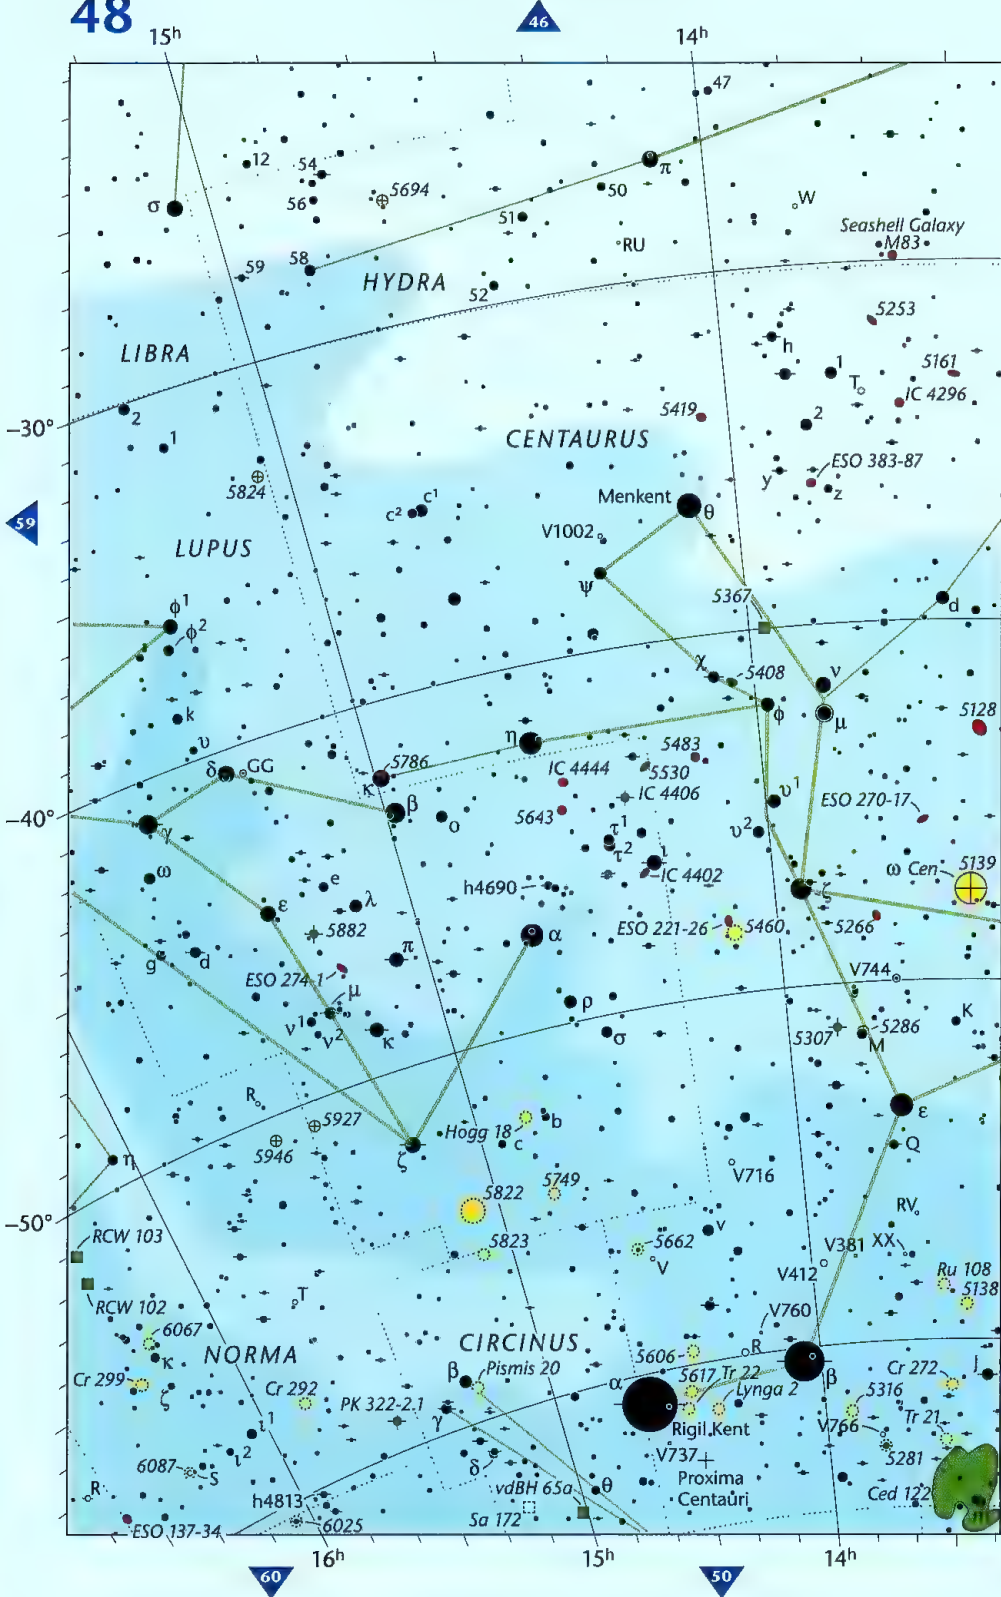 48
46
15h
14h
47
12
54
5694
π
50
W
σ
56
51
RU
Seashell Galaxy
M83
59
58
HYDRA
52
5253
LIBRA
h
1
5161
T
IC 4296
2
5419
2
–30°
1
CENTAURUS
ESO 383-87
y
z
5824
c²
c¹
Menkent
θ
59
V1002
LUPUS
ψ
5367
d
φ¹
φ²
χ
5408
ν
k
φ
μ
5128
υ
η
5483
δ
GG
5786
IC 4444
5530
κ
IC 4406
υ¹
ESO 270-17
β
ο
5643
–40°
γ
τ¹
υ²
τ²
ι
ω Cen
5139
ω
e
h4690
IC 4402
ζ
λ
ε
5882
ESO 221-26
5460
5266
π
α
g
d
ESO 274-1
V744
μ
ρ
K
ν¹
ν²
κ
σ
5307
5286
M
R
5927
Hogg 18
b
ε
5946
c
Q
η
ζ
5749
V716
5822
–50°
RV
RCW 103
5823
5662
v
V
V381
XX
V412
Ru 108
RCW 102
T
5138
V760
6067
NORMA
CIRCINUS
R
κ
5606
J
β
Pismis 20
α
5617
Tr 22
β
Cr 272
Cr 299
Cr 292
PK 322-2.1
Lynga 2
5316
ζ
γ
Rigil Kent
V766
Tr 21
ι¹
ι²
V737
5281
6087
S
δ
Proxima
Centauri
R
h4813
vdBH 65a
θ
Ced 122
ESO 137-34
6025
Sa 172
16h
15h
14h
60
50